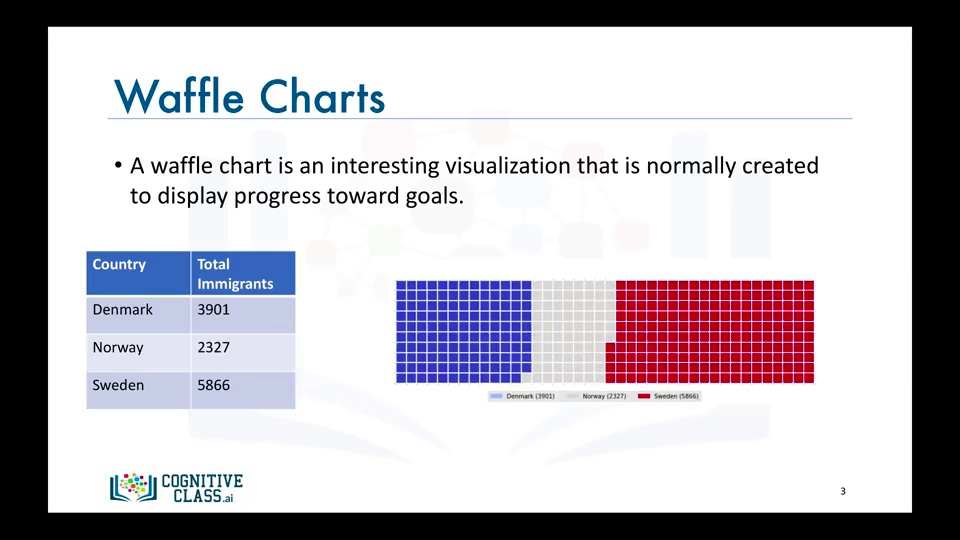 Waffle Charts
• A waffle chart is an interesting visualization that is normally created
to display progress toward goals.
Country Total
Immigrants
Denmark 3901
Norway 2327
Sweden 5866
Denmark (3901) Norway (2327) Sweden (5866)
COGNITIVE
CLASS.ai
3